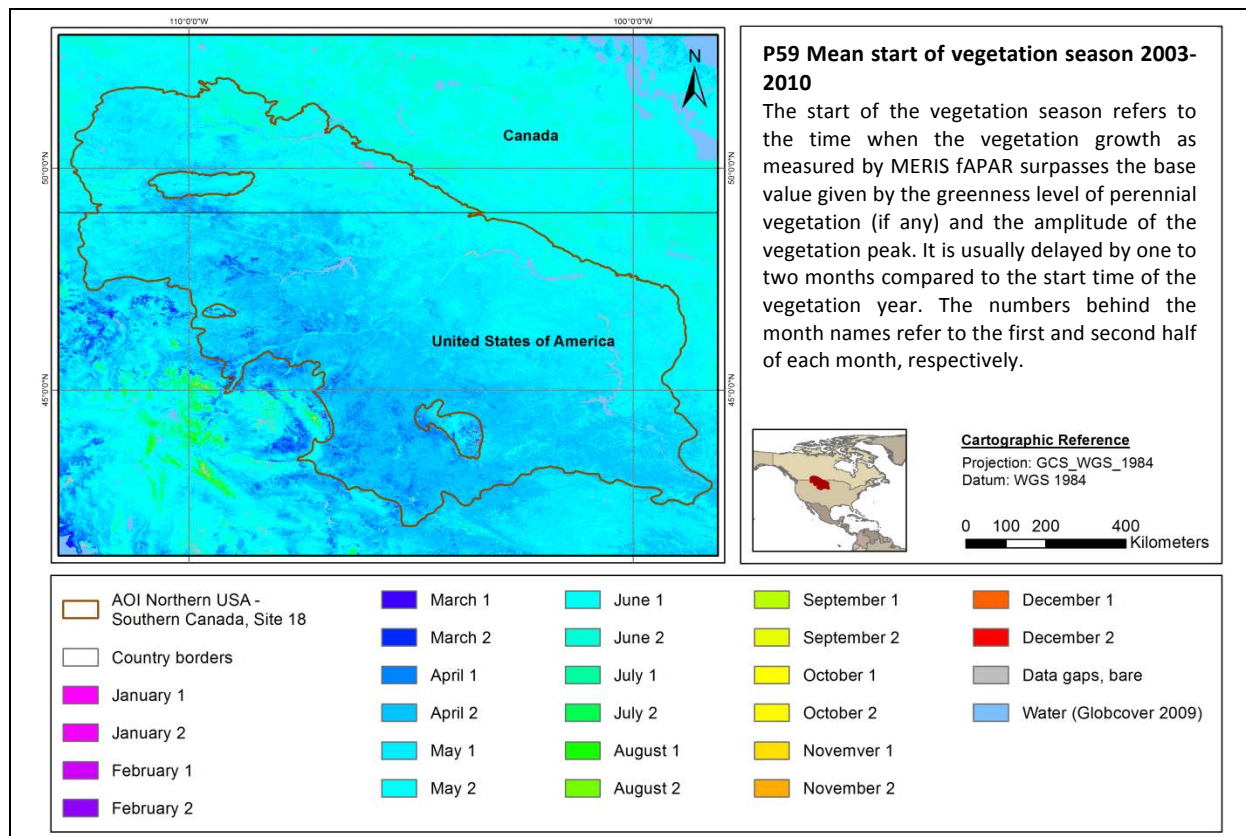 110°0'0"W
100°0'0"W
N
Canada
50°0'0"N
50°0'0"N
United States of America
45°0'0"N
45°0'0"N
P59 Mean start of vegetation season 2003-
2010
The start of the vegetation season refers to
the time when the vegetation growth as
measured by MERIS fAPAR surpasses the base
value given by the greenness level of perennial
vegetation (if any) and the amplitude of the
vegetation peak. It is usually delayed by one to
two months compared to the start time of the
vegetation year. The numbers behind the
month names refer to the first and second half
of each month, respectively.
Cartographic Reference
Projection: GCS_WGS_1984
Datum: WGS 1984
0 100 200 400
Kilometers
AOI Northern USA -
Southern Canada, Site 18
Country borders
January 1
January 2
February 1
February 2
March 1
March 2
April 1
April 2
May 1
May 2
June 1
June 2
July 1
July 2
August 1
August 2
September 1
September 2
October 1
October 2
Novemver 1
November 2
December 1
December 2
Data gaps, bare
Water (Globcover 2009)